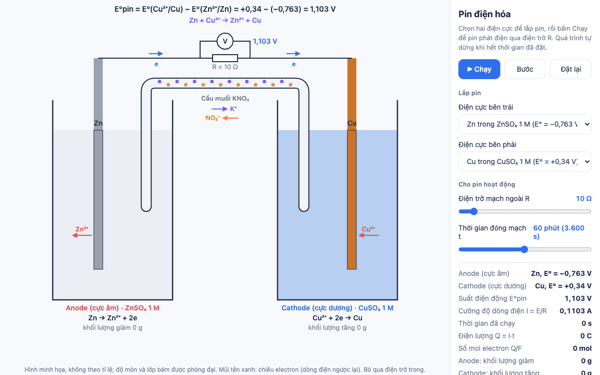 E°pin = E°(Cu²⁺/Cu) − E°(Zn²⁺/Zn) = +0,34 − (−0,763) = 1,103 V
Zn + Cu²⁺ → Zn²⁺ + Cu
V
1,103 V
e
e
R = 10 Ω
Cầu muối KNO₃
K⁺
NO₃⁻
Zn
Cu
Zn²⁺
Cu²⁺
Anode (cực âm) · ZnSO₄ 1 M
Zn → Zn²⁺ + 2e
khối lượng giảm 0 g
Cathode (cực dương) · CuSO₄ 1 M
Cu²⁺ + 2e → Cu
khối lượng tăng 0 g
Hình minh họa, không theo tỉ lệ; độ mòn và lớp bám được phóng đại. Mũi tên xanh: chiều electron (dòng điện ngược lại). Bỏ qua điện trở trong.
Pin điện hóa
Chọn hai điện cực để lắp pin, rồi bấm Chạy
để pin phát điện qua điện trở R. Quá trình tự
dừng khi hết thời gian đã đặt.
▶ Chạy
Bước
Đặt lại
Lắp pin
Điện cực bên trái
Zn trong ZnSO₄ 1 M (E° = −0,763 V
Điện cực bên phải
Cu trong CuSO₄ 1 M (E° = +0,34 V)
Cho pin hoạt động
Điện trở mạch ngoài R 10 Ω
Thời gian đóng mạch 60 phút (3.600
t s)
Anode (cực âm) Zn, E° = −0,763 V
Cathode (cực dương) Cu, E° = +0,34 V
Suất điện động E°pin 1,103 V
Cường độ dòng điện I = E/R 0,1103 A
Thời gian đã chạy 0 s
Điện lượng Q = I·t 0 C
Số mol electron Q/F 0 mol
Anode: khối lượng giảm 0 g
Cathode: khối lượng tăng 0 g